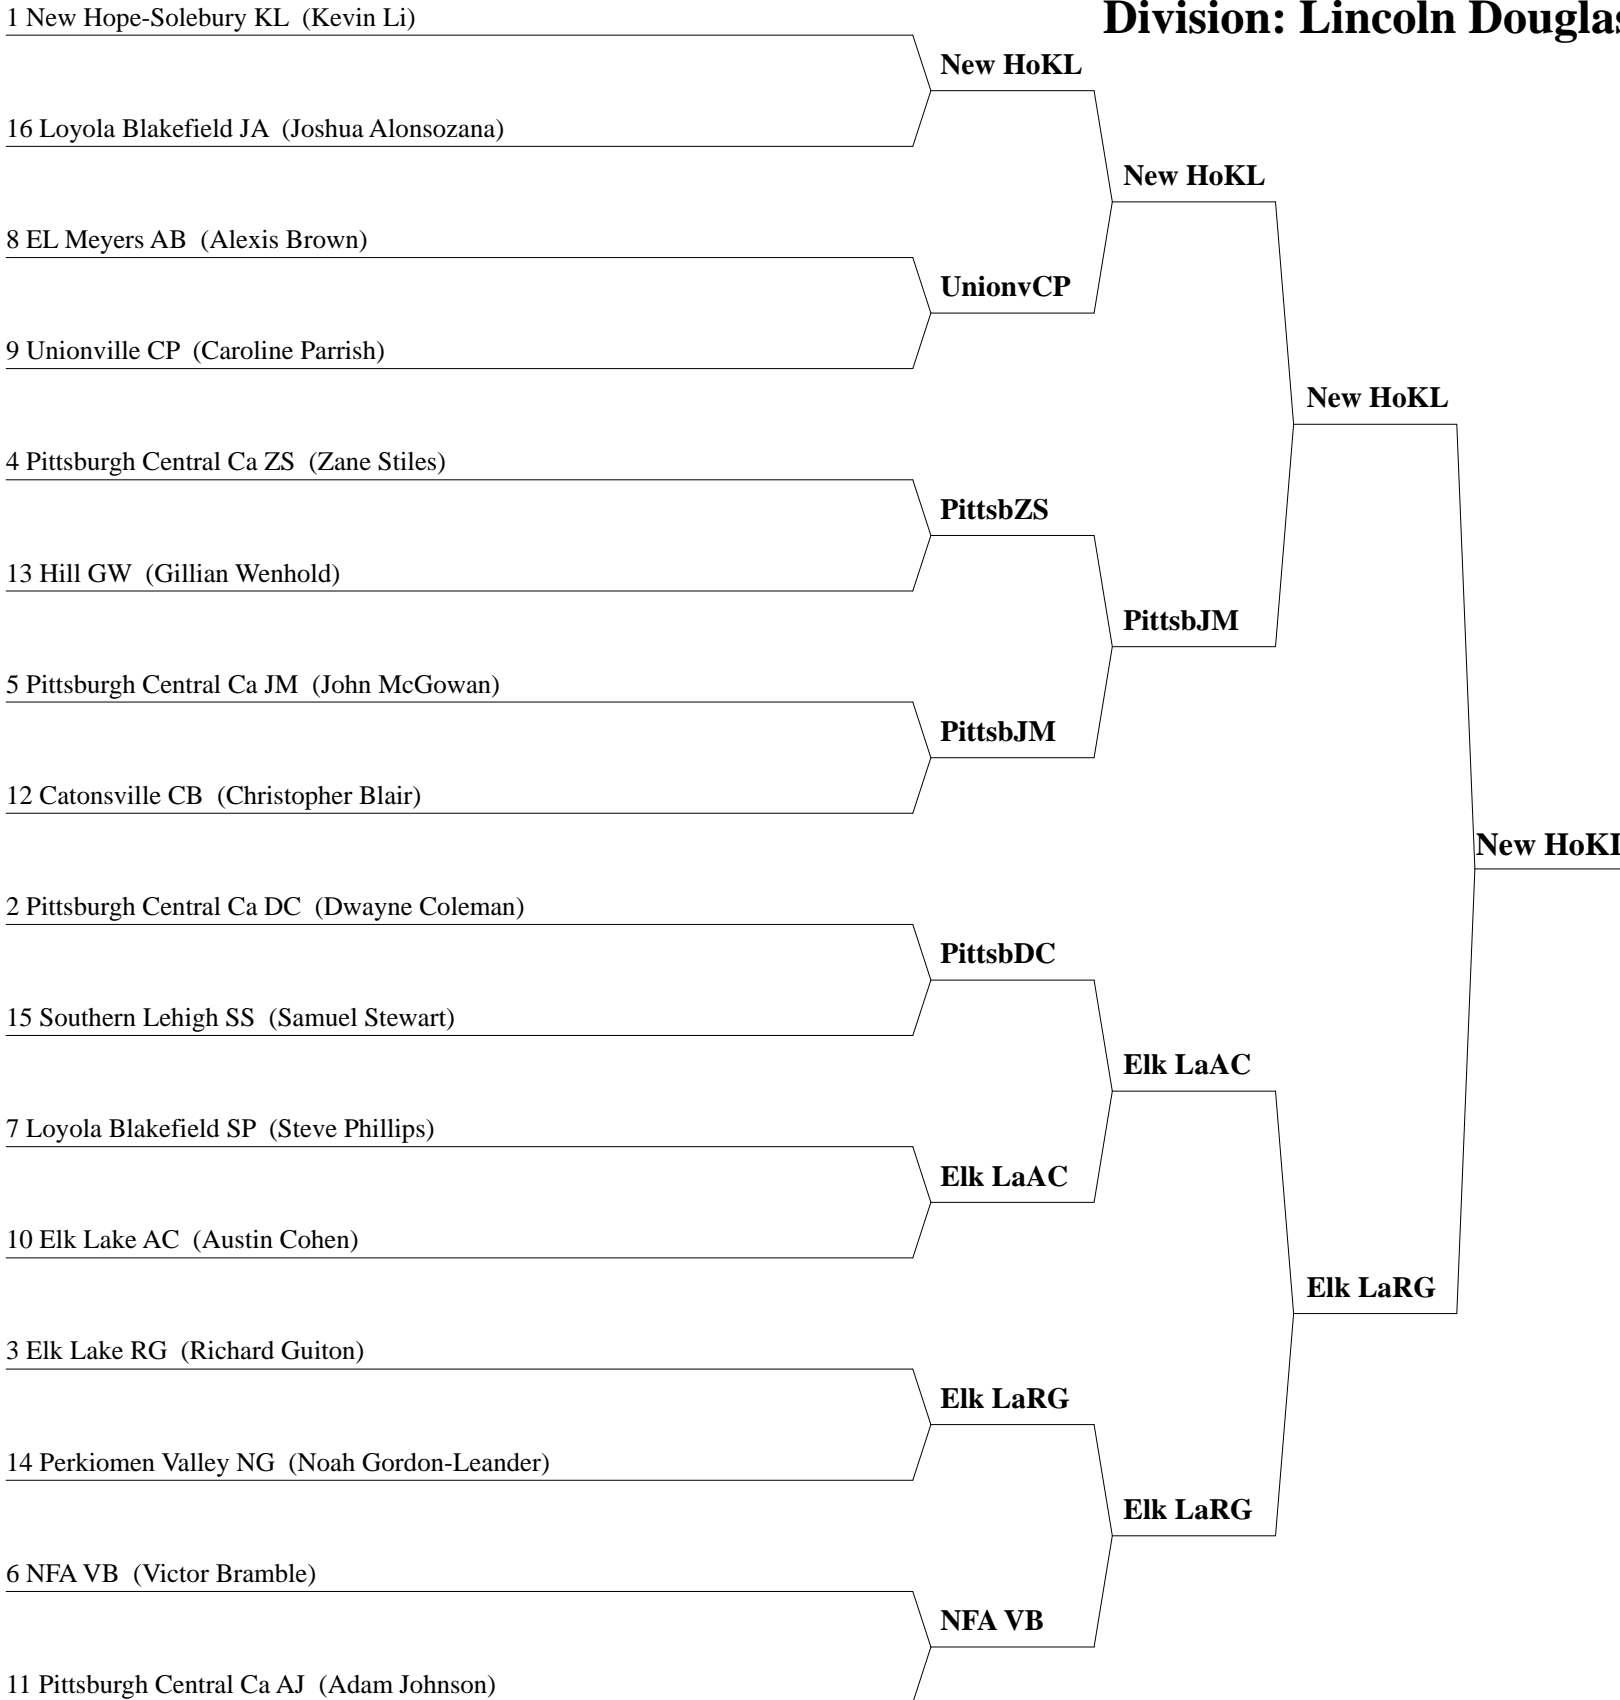 1 New Hope-Solebury KL (Kevin Li)
Division: Lincoln Douglas
New HoKL
16 Loyola Blakefield JA (Joshua Alonsozana)
New HoKL
8 EL Meyers AB (Alexis Brown)
UnionvCP
9 Unionville CP (Caroline Parrish)
New HoKL
4 Pittsburgh Central Ca ZS (Zane Stiles)
PittsbZS
13 Hill GW (Gillian Wenhold)
PittsbJM
5 Pittsburgh Central Ca JM (John McGowan)
PittsbJM
12 Catonsville CB (Christopher Blair)
New HoKL
2 Pittsburgh Central Ca DC (Dwayne Coleman)
PittsbDC
15 Southern Lehigh SS (Samuel Stewart)
Elk LaAC
7 Loyola Blakefield SP (Steve Phillips)
Elk LaAC
10 Elk Lake AC (Austin Cohen)
Elk LaRG
3 Elk Lake RG (Richard Guiton)
Elk LaRG
14 Perkiomen Valley NG (Noah Gordon-Leander)
Elk LaRG
6 NFA VB (Victor Bramble)
NFA VB
11 Pittsburgh Central Ca AJ (Adam Johnson)